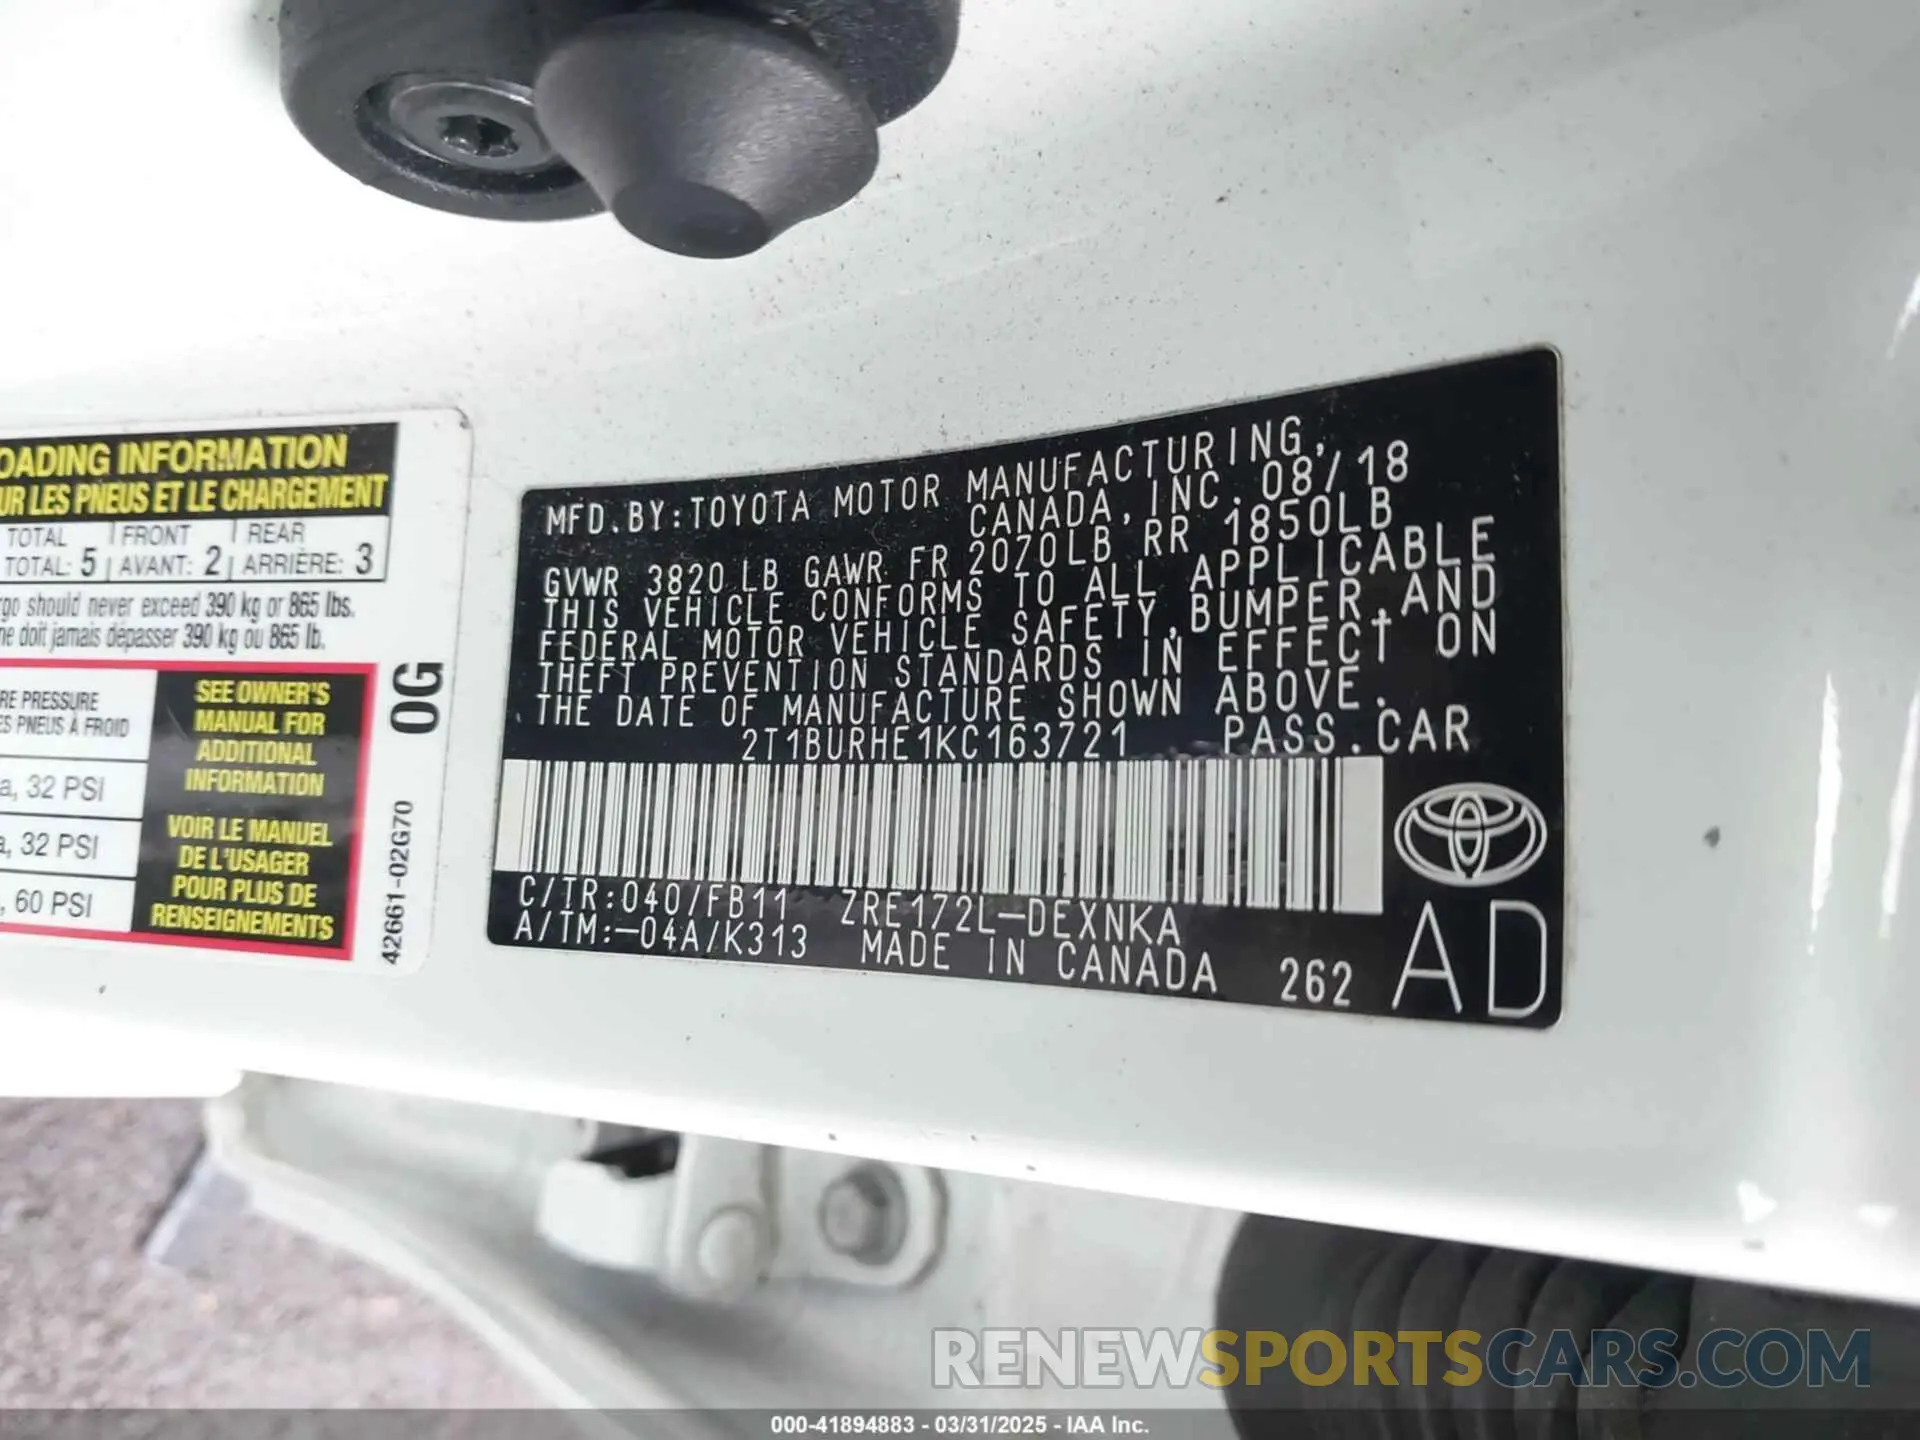 OADING INFORMATION
UR LES PNEUS ET LE CHARGEMENT
TOTAL FRONT REAR
TOTAL: 5 AVANT: 2 ARRIÈRE: 3
should never exceed 390 kg or 865 lbs.
ne doit jamais dépasser 390 kg ou 865 lb.
RE PRESSURE
ES PNEUS À FROID
a, 32 PSI
a, 32 PSI
, 60 PSI
SEE OWNER'S
MANUAL FOR
ADDITIONAL
INFORMATION
VOIR LE MANUEL
DE L'USAGER
POUR PLUS DE
RENSEIGNEMENTS
42661-02G70 0G
MFD.BY:TOYOTA MOTOR MANUFACTURING,
CANADA,INC. 08/18
GVWR 3820LB GAWR FR 2070LB RR 1850LB
THIS VEHICLE CONFORMS TO ALL APPLICABLE
FEDERAL MOTOR VEHICLE SAFETY,BUMPER,AND
THEFT PREVENTION STANDARDS IN EFFECT ON
THE DATE OF MANUFACTURE SHOWN ABOVE.
2T1BURHE1KC163721 PASS.CAR
C/TR:040/FB11 ZRE172L-DEXNKA
A/TM:-04A/K313 MADE IN CANADA 262 AD
RENEWSPORTSCARS.COM
000-41894883 - 03/31/2025 - IAA Inc.